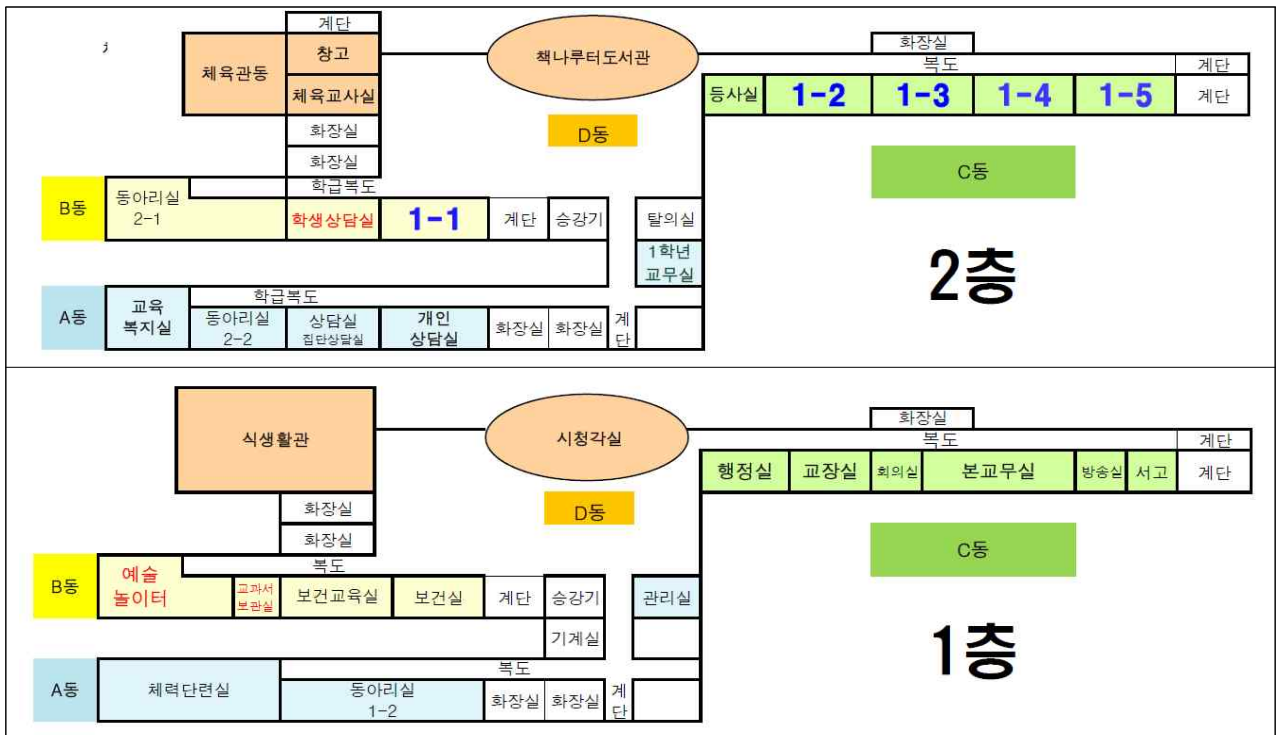 계단
체육관동
창고
책나루터도서관
화장실
복도
계단
체육교사실
등사실
1-2
1-3
1-4
1-5
계단
화장실
D동
화장실
C동
학급복도
B동
동아리실
2-1
학생상담실
1-1
계단
승강기
탈의실
1학년
교무실
2층
학급복도
A동
교육
복지실
동아리실
2-2
상담실
집단상담실
개인
상담실
화장실
화장실
계
단
식생활관
시청각실
화장실
복도
계단
행정실
교장실
회의실
본교무실
방송실
서고
계단
화장실
D동
화장실
C동
복도
B동
예술
놀이터
교과서
보관실
보건교육실
보건실
계단
승강기
관리실
기계실
1층
복도
A동
체력단련실
동아리실
1-2
화장실
화장실
계
단